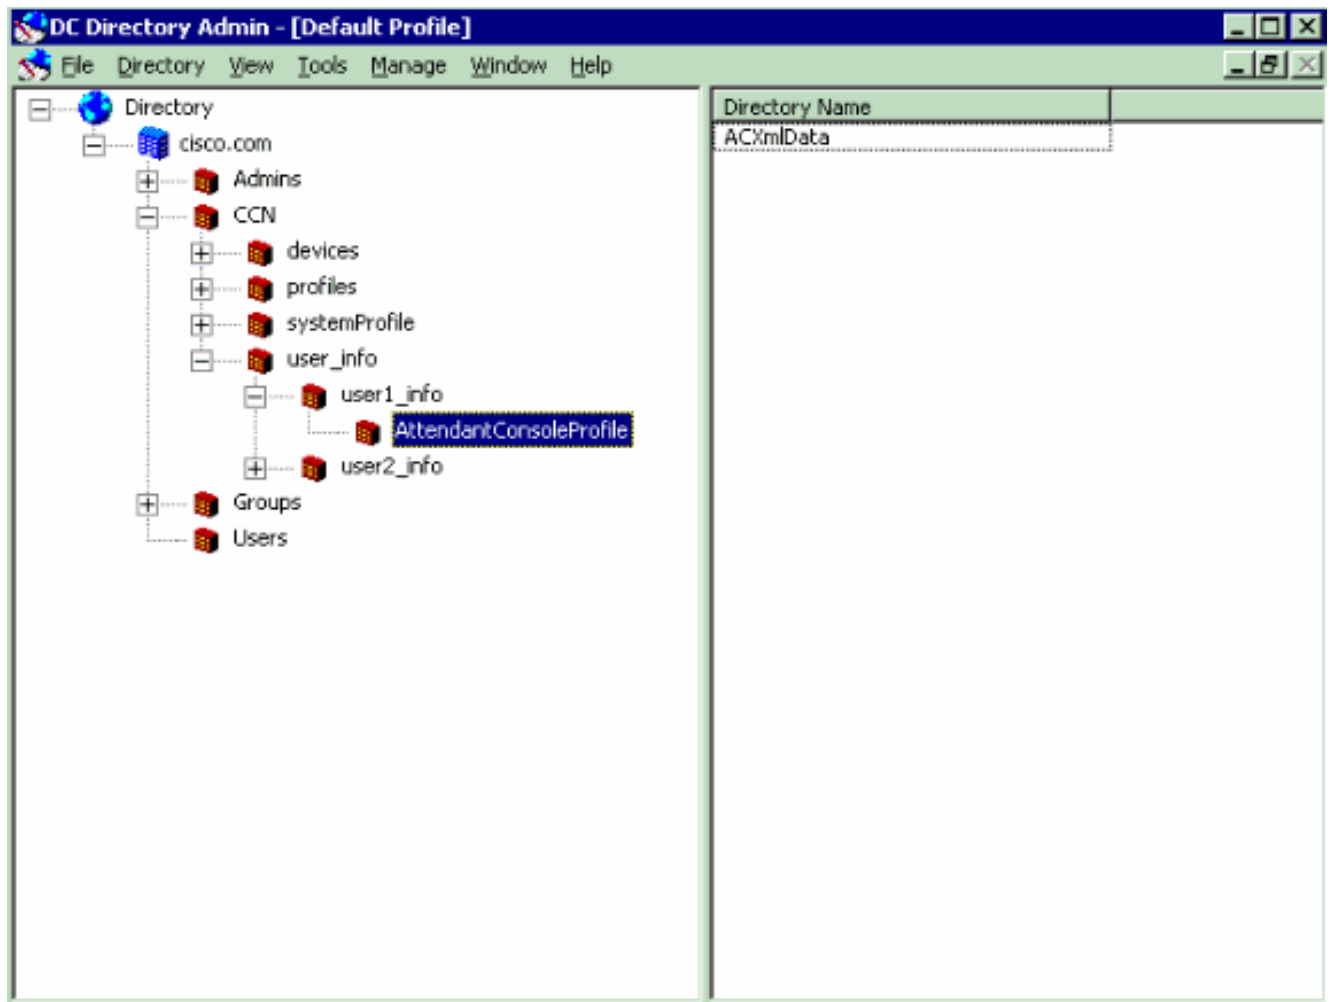 DC Directory Admin - [Default Profile]
File Directory View Tools Manage Window Help
Directory
cisco.com
Admins
CCN
devices
profiles
systemProfile
user_info
user1_info
AttendantConsoleProfile
user2_info
Groups
Users
Directory Name
ACXmlData